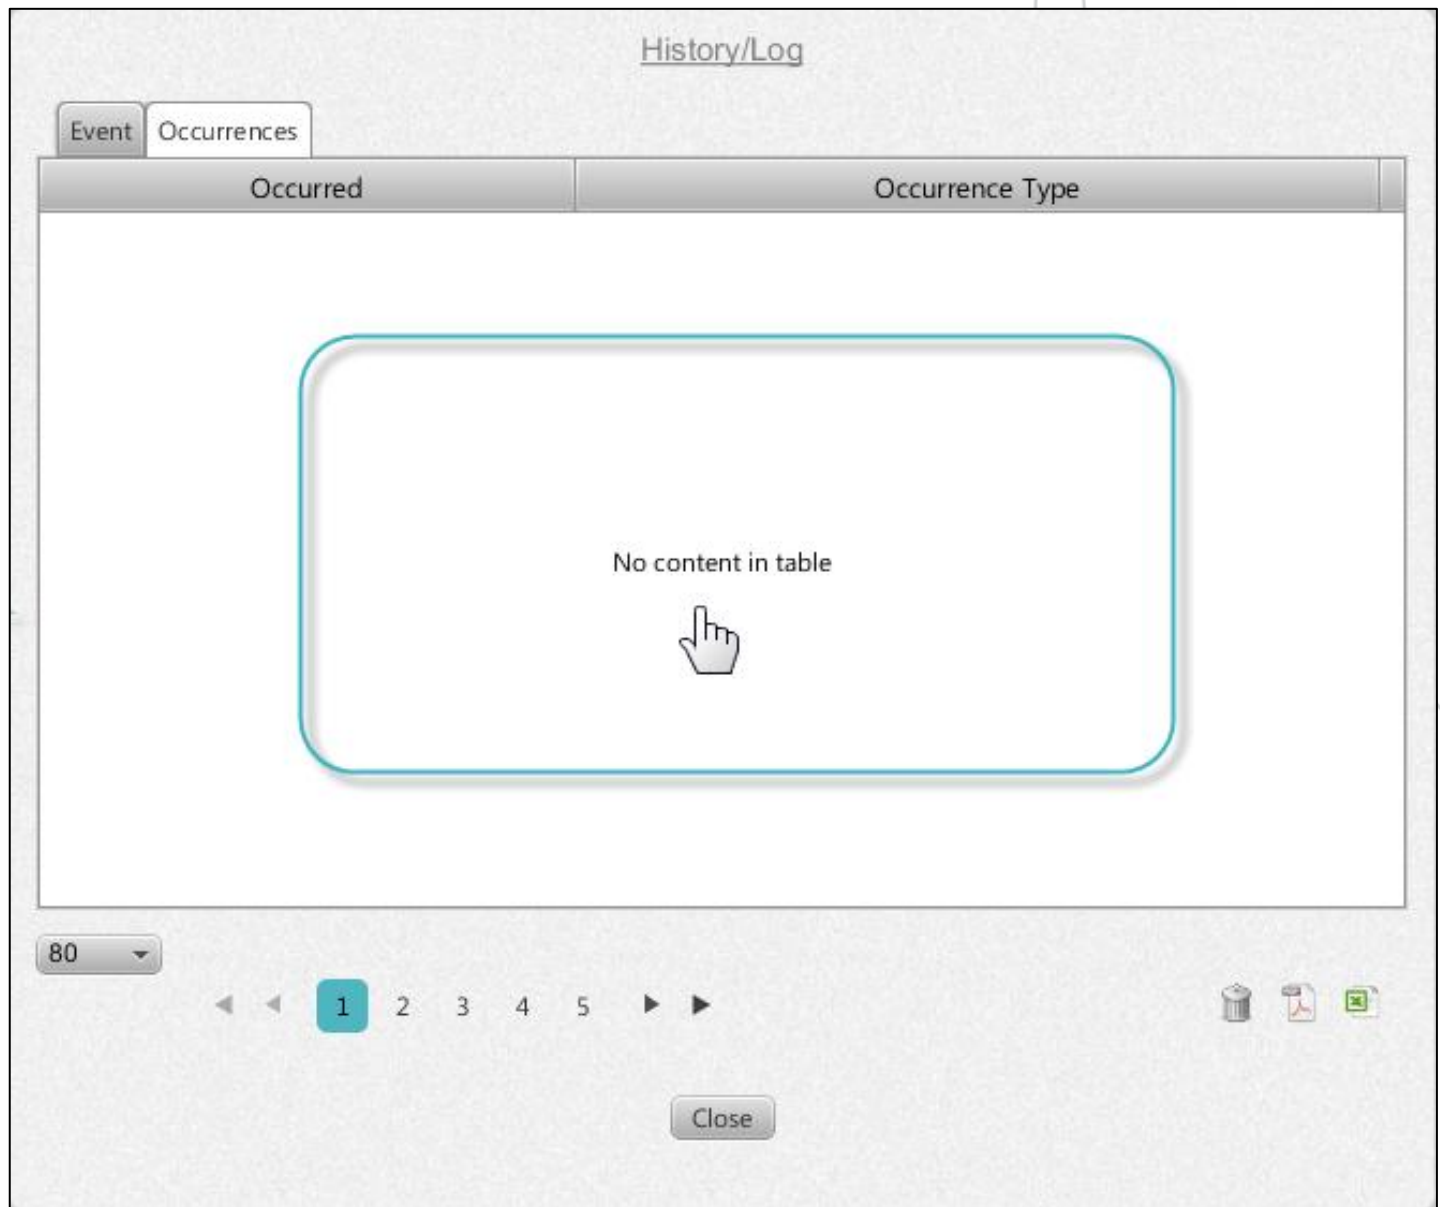 History/Log
Event Occurrences
Occurred Occurrence Type
No content in table
80
1 2 3 4 5
Close